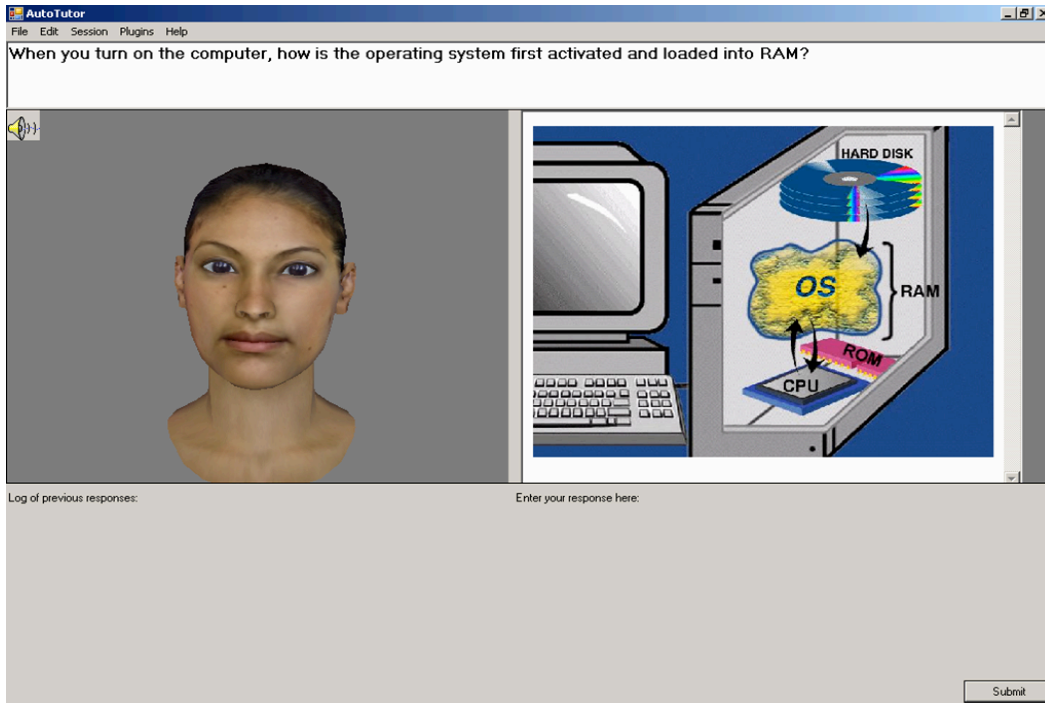 AutoTutor
File Edit Session Plugins Help
When you turn on the computer, how is the operating system first activated and loaded into RAM?
HARD DISK
OS
RAM
ROM
CPU
Log of previous responses:
Enter your response here:
Submit